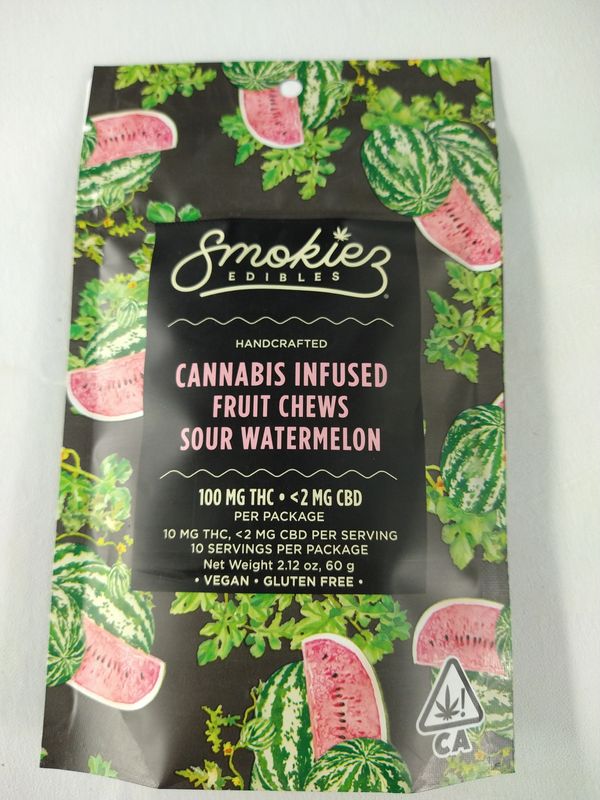 Smokiez
EDIBLES
HANDCRAFTED
CANNABIS INFUSED
FRUIT CHEWS
SOUR WATERMELON
100 MG THC • <2 MG CBD
PER PACKAGE
10 MG THC, <2 MG CBD PER SERVING
10 SERVINGS PER PACKAGE
Net Weight 2.12 oz, 60 g
• VEGAN • GLUTEN FREE •
!
CA